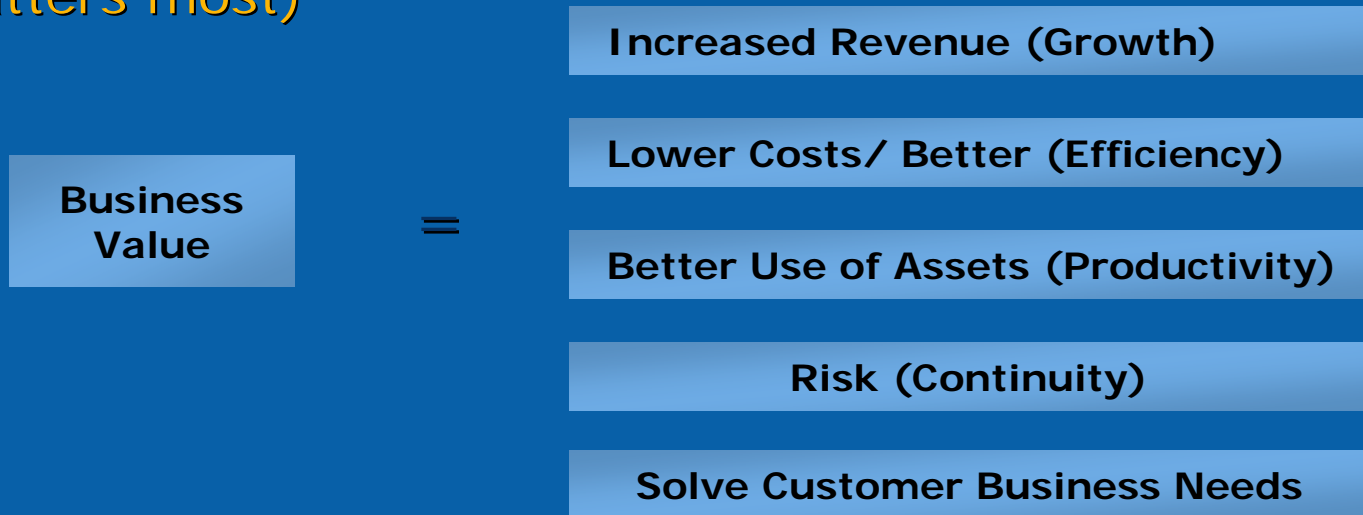 most)
Increased Revenue (Growth)
Lower Costs/ Better (Efficiency)
Business
Value
=
Better Use of Assets (Productivity)
Risk (Continuity)
Solve Customer Business Needs